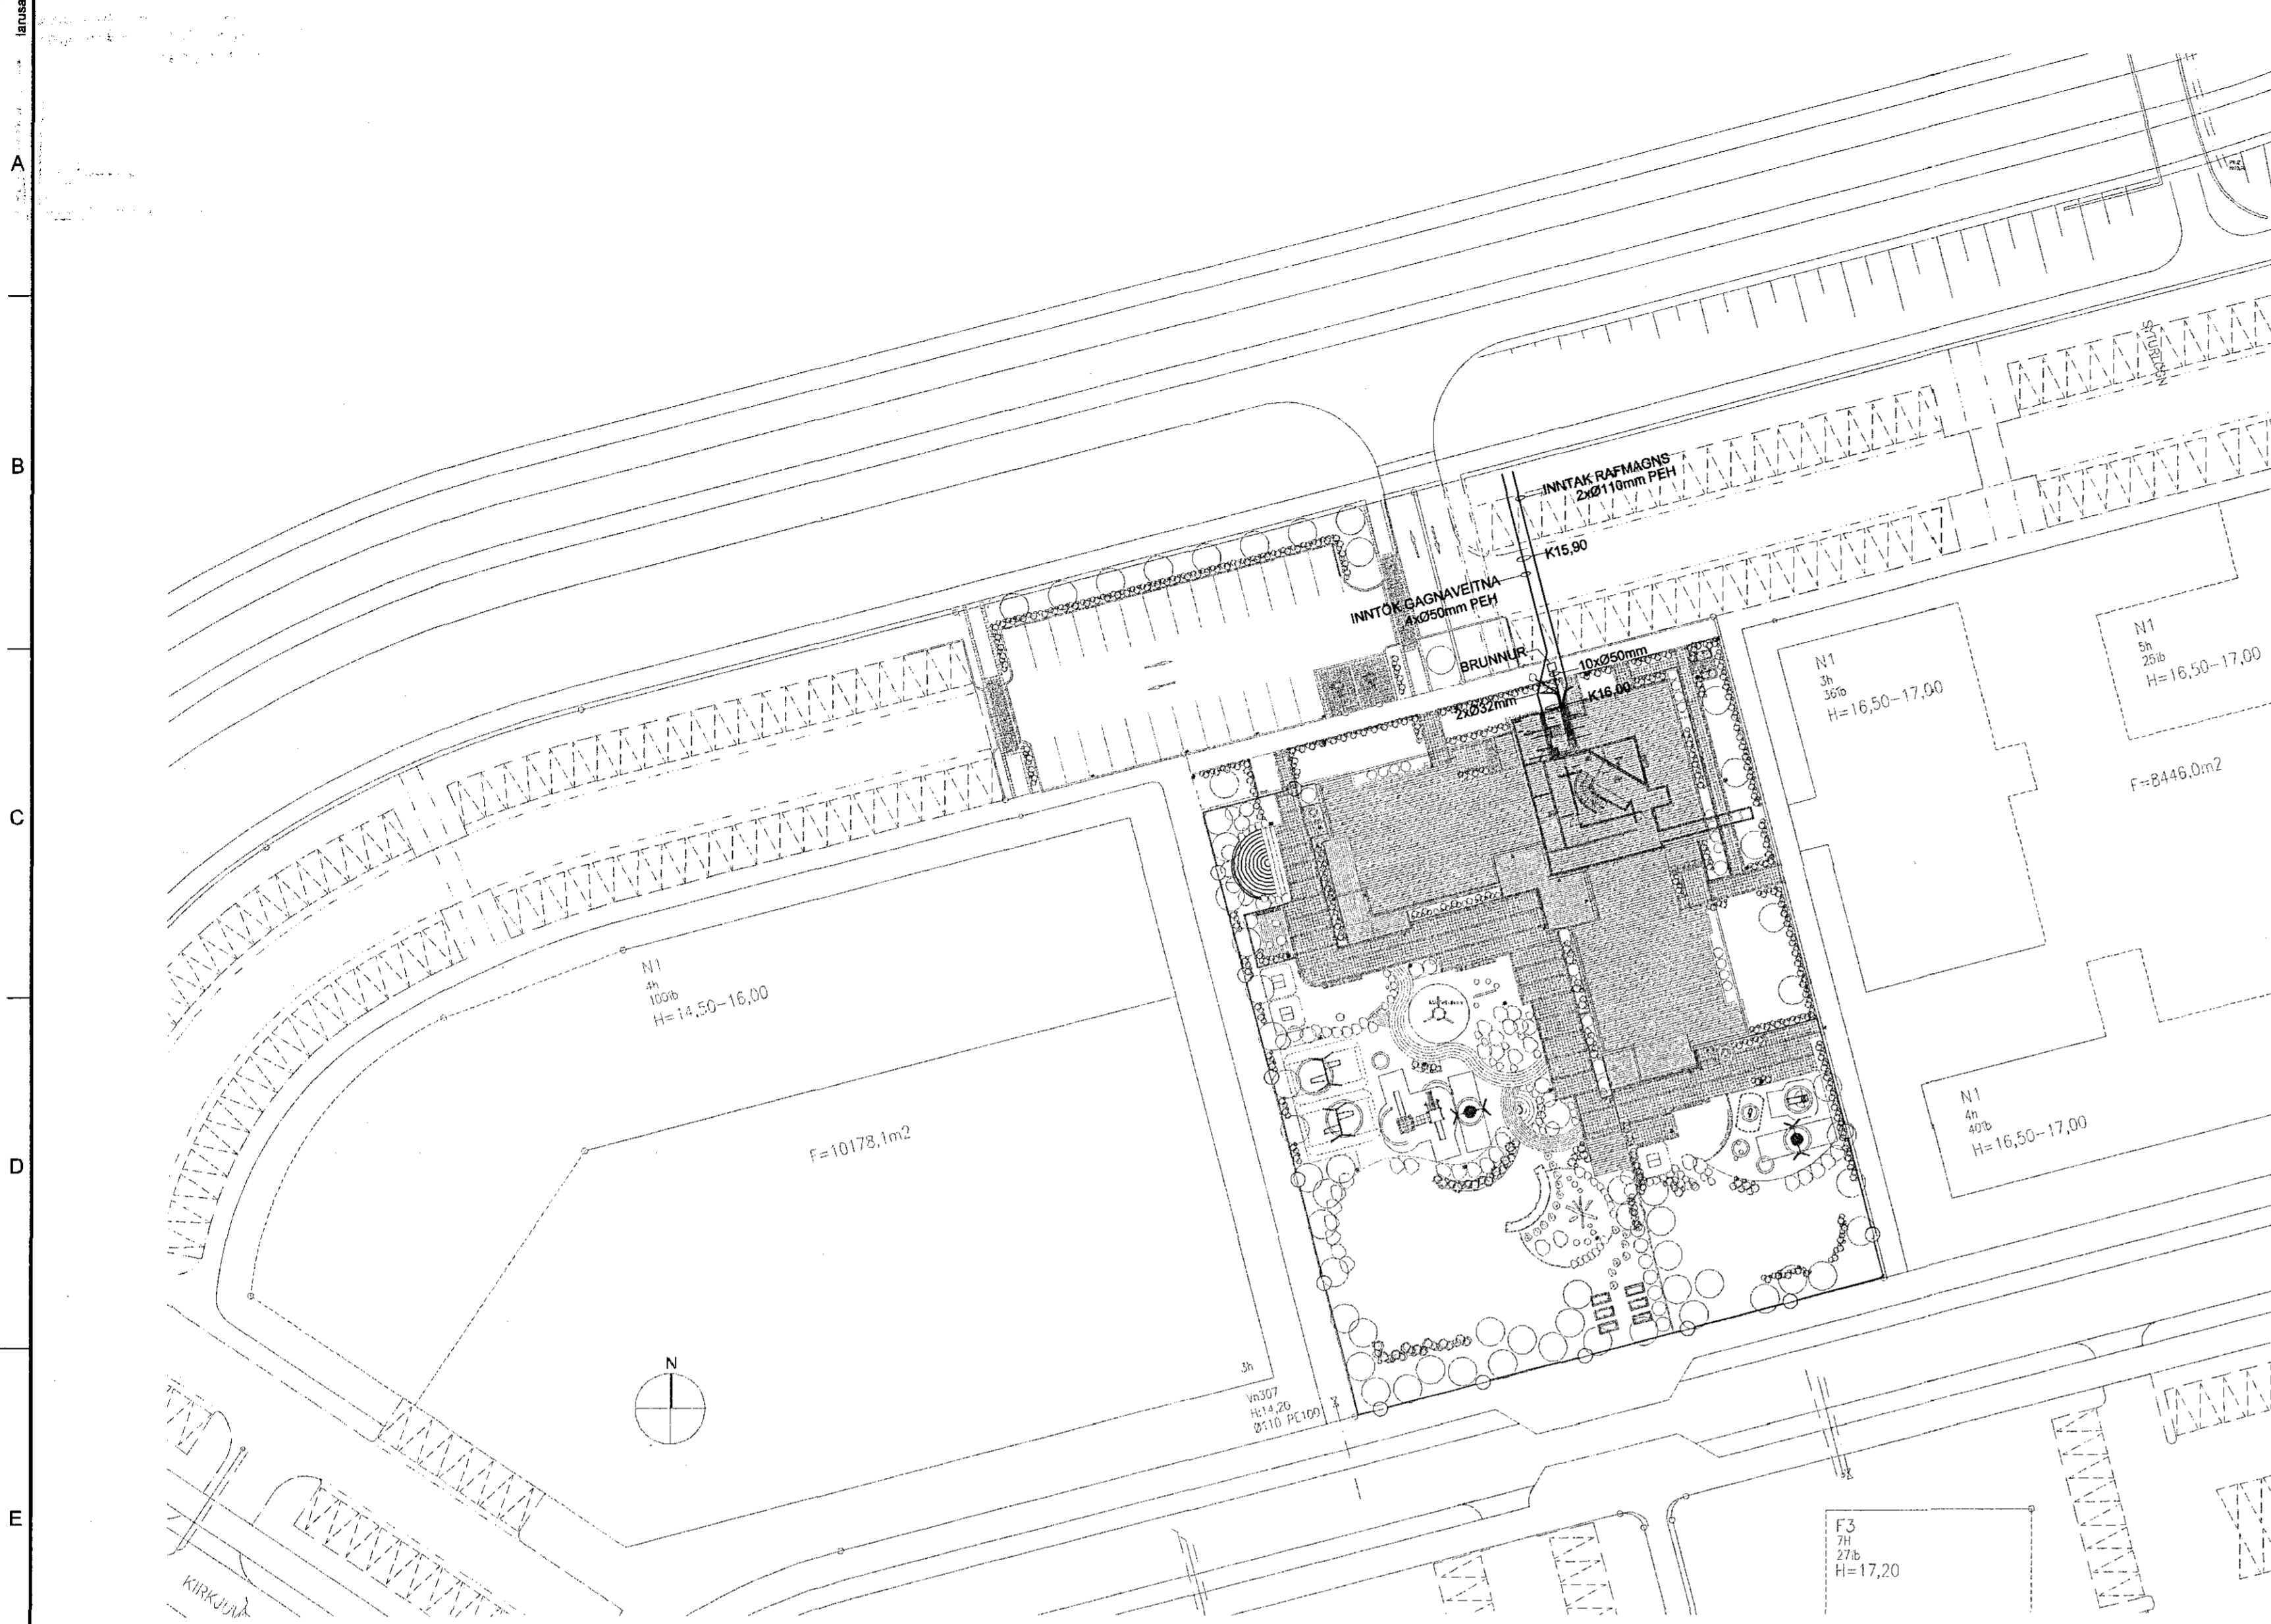 A
B
C
D
E
INNTAK RAFMAGNS
2xØ110mm PEH
K15,90
INNTÖK GAGNAVEITNA
4xØ50mm PEH
BRUNNUR
10xØ50mm
K16,00
2xØ32mm
N1
3h
36íb
H=16,50-17,00
N1
5h
25íb
H=16,50-17,00
F=8446,0m2
N1
4h
100íb
H=14,50-16,00
F=10178,1m2
N1
4h
40íb
H=16,50-17,00
N
3h
Vn307
H:14,20
Ø110 PE100
F3
7H
27íb
H=17,20